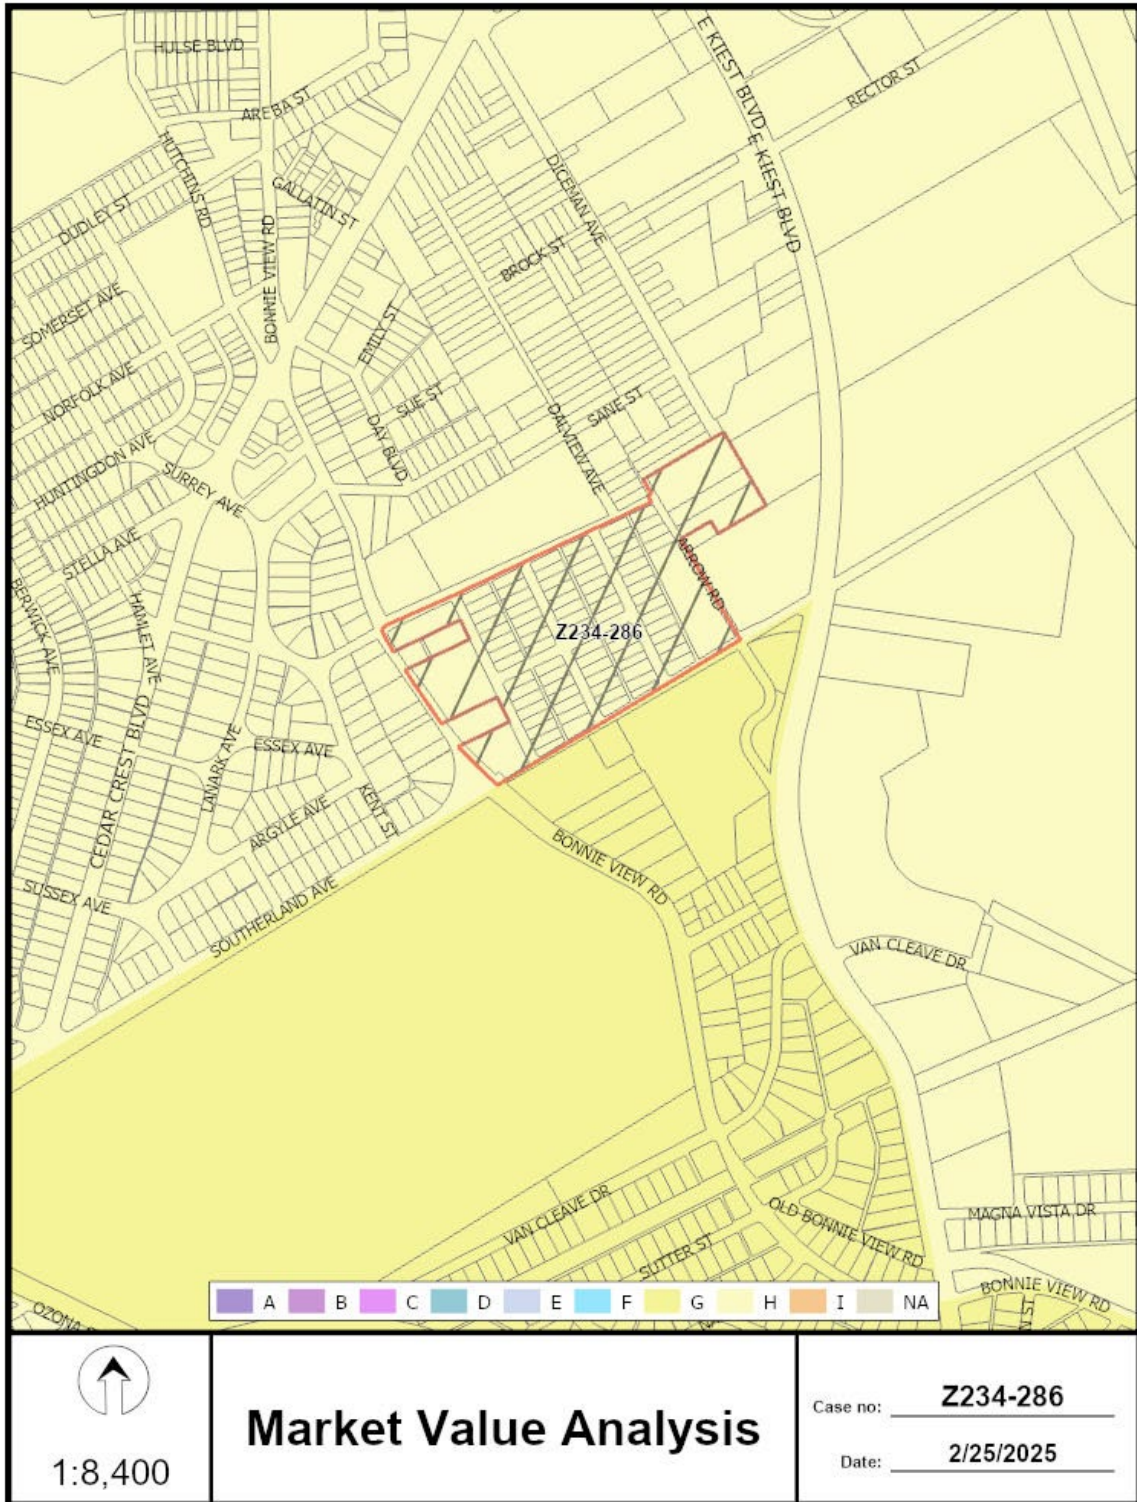 HULSE BLVD
E KIEST BLVD
RECTOR ST
AREBA ST
HUTCHINS RD
DICEMAN AVE
E KIEST BLVD
GALLATIN ST
DUDLEY ST
BONNIE VIEW RD
BROCK ST
SOMERSET AVE
EMILY ST
NORFOLK AVE
SUE ST
SANE ST
DAY BLVD
DALVIEW AVE
HUNTINGDON AVE
SURREY AVE
STELLA AVE
ARROW RD
BERWICK AVE
HAMLET AVE
Z234-286
ESSEX AVE
ESSEX AVE
CEDAR CREST BLVD
LANARK AVE
KENT ST
ARGYLE AVE
BONNIE VIEW RD
SUSSEX AVE
SOUTHERLAND AVE
VAN CLEAVE DR
VAN CLEAVE DR
OLD BONNIE VIEW RD
MAGNA VISTA DR
SUTTER ST
BONNIE VIEW RD
OZONA
A B C D E F G H I NA
1:8,400
Market Value Analysis
Case no: Z234-286
Date: 2/25/2025